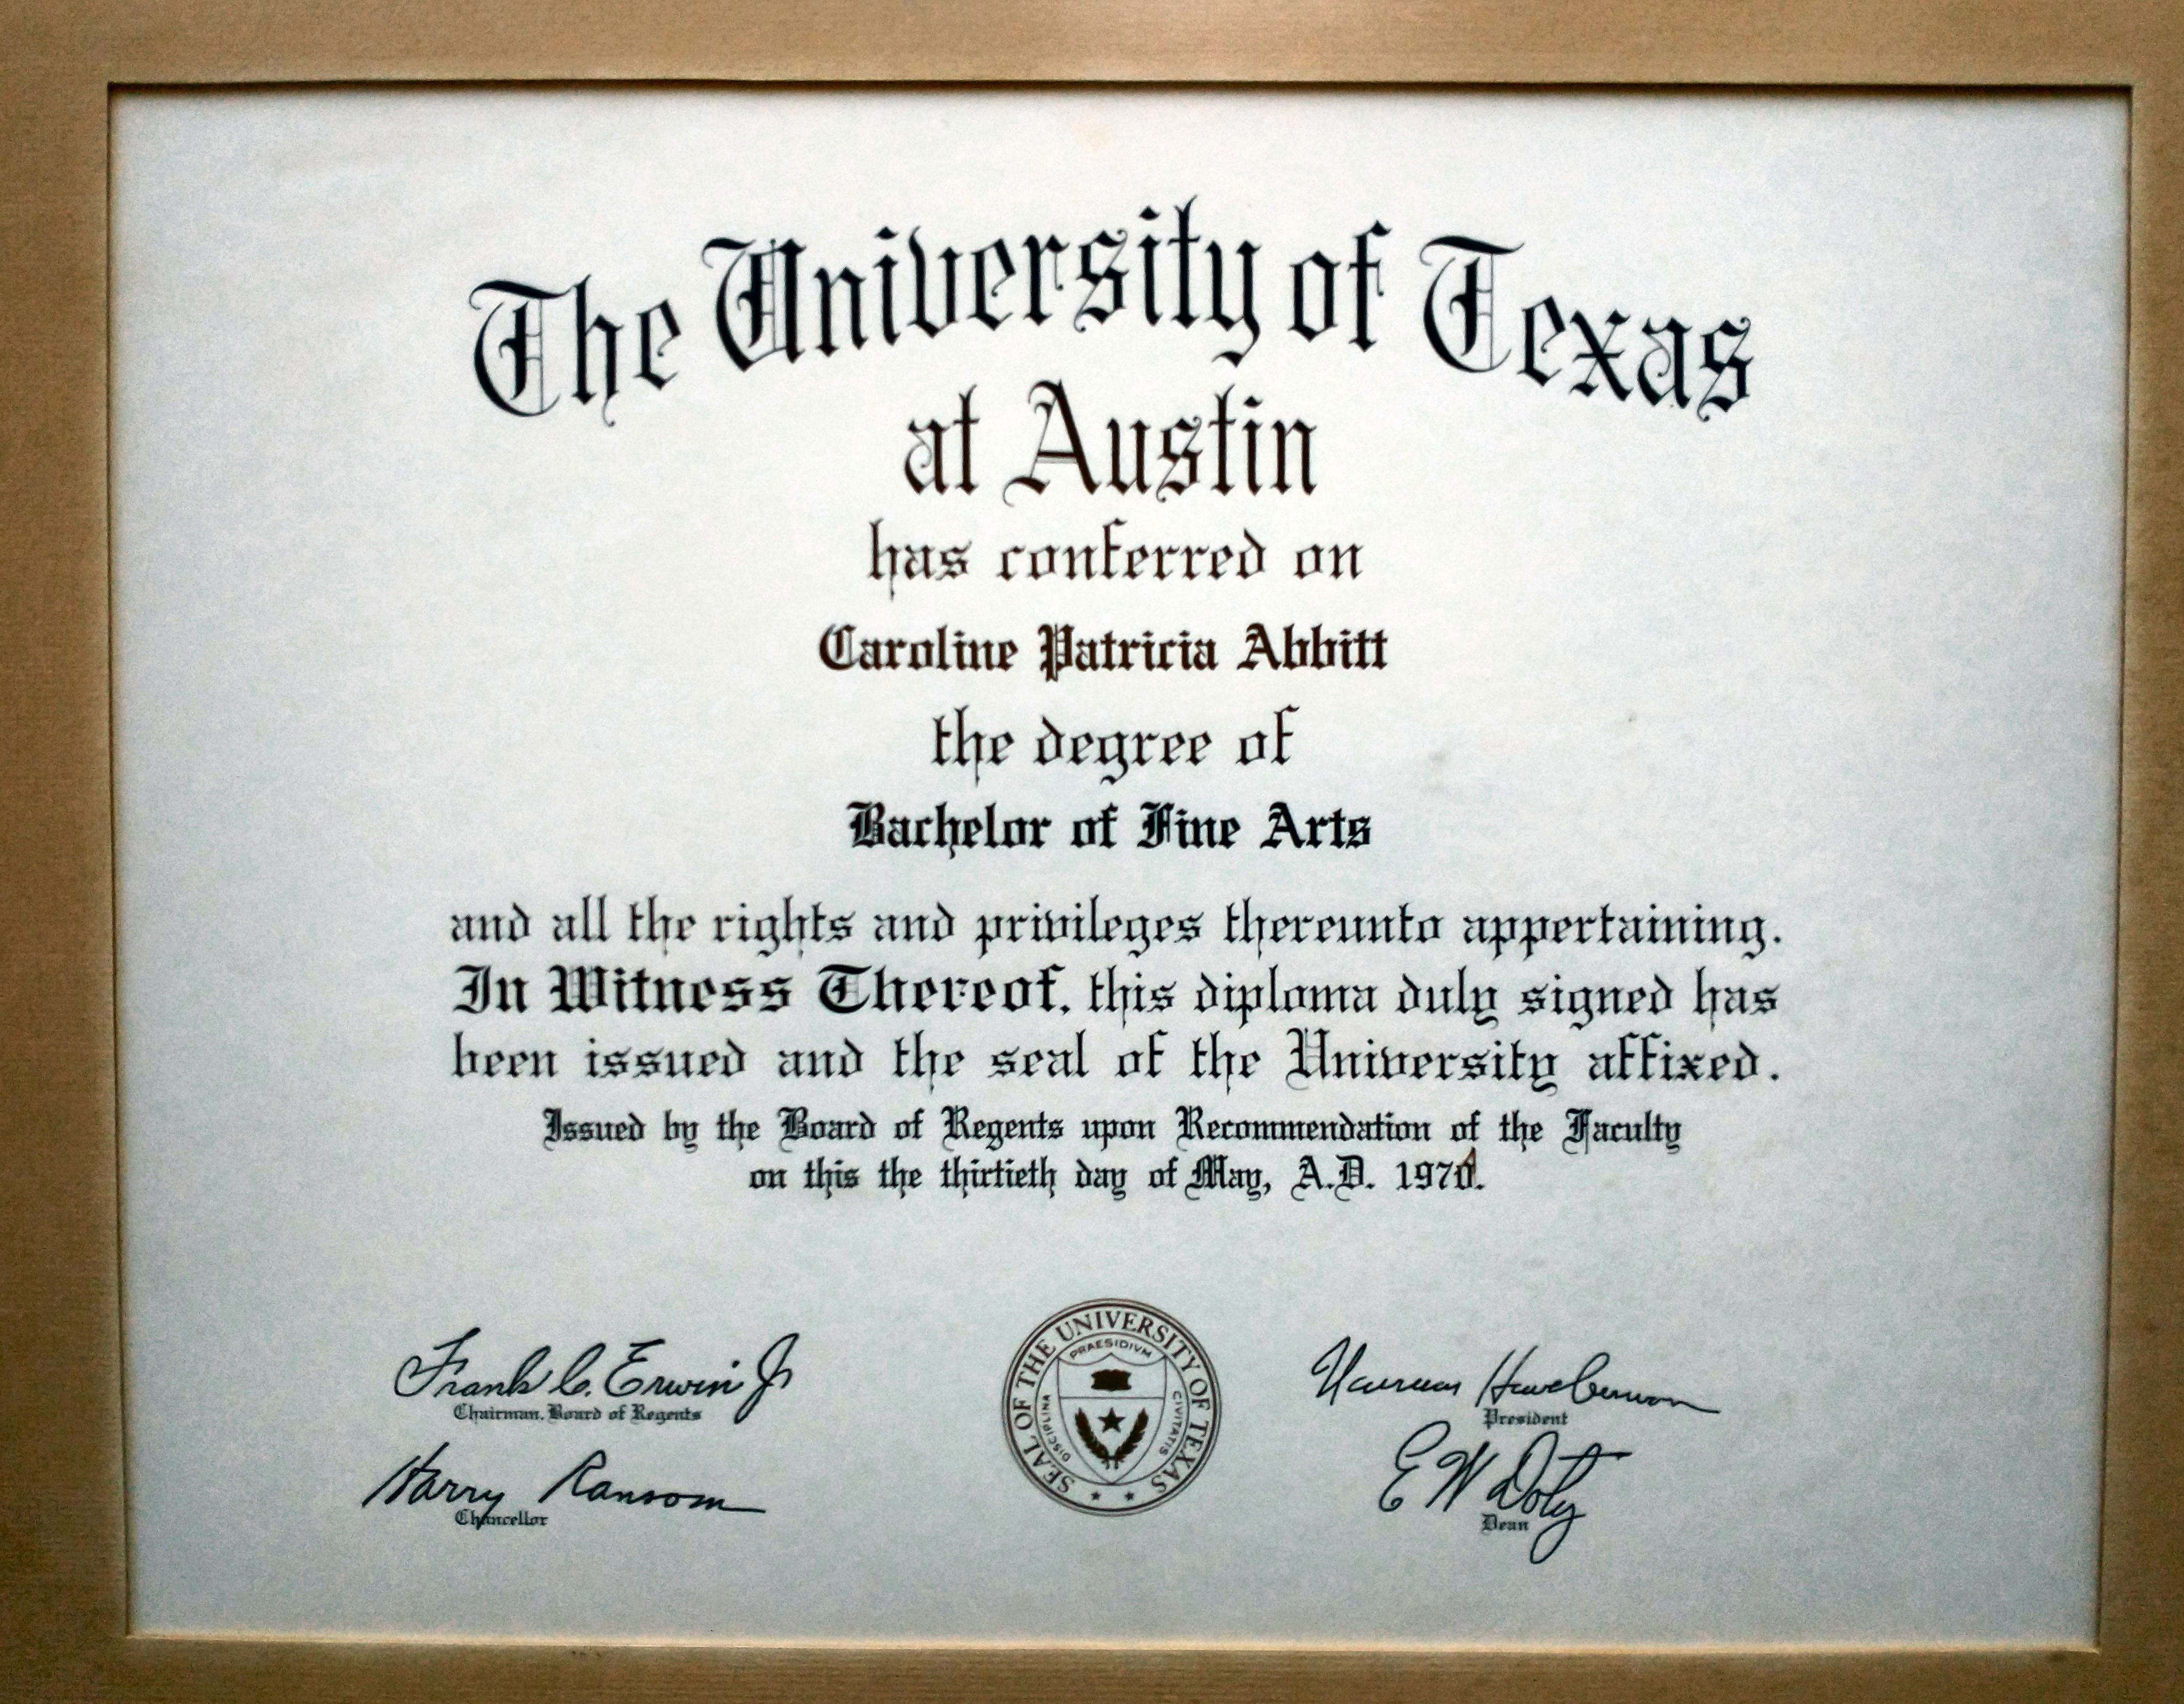 The University of Texas
at Austin
has conferred on
Caroline Patricia Abbitt
the degree of
Bachelor of Fine Arts
and all the rights and privileges thereunto appertaining.
In Witness Thereof, this diploma duly signed has
been issued and the seal of the University affixed.
Issued by the Board of Regents upon Recommendation of the Faculty
on this the thirtieth day of May, A.D. 1970.
Frank C. Erwin Jr
Chairman, Board of Regents
Harry Ransom
Chancellor
SEAL OF THE UNIVERSITY OF TEXAS
PRAESIDIVM
DISCIPLINA
CIVITATIS
Norman Hackerman
President
E W Doty
Dean